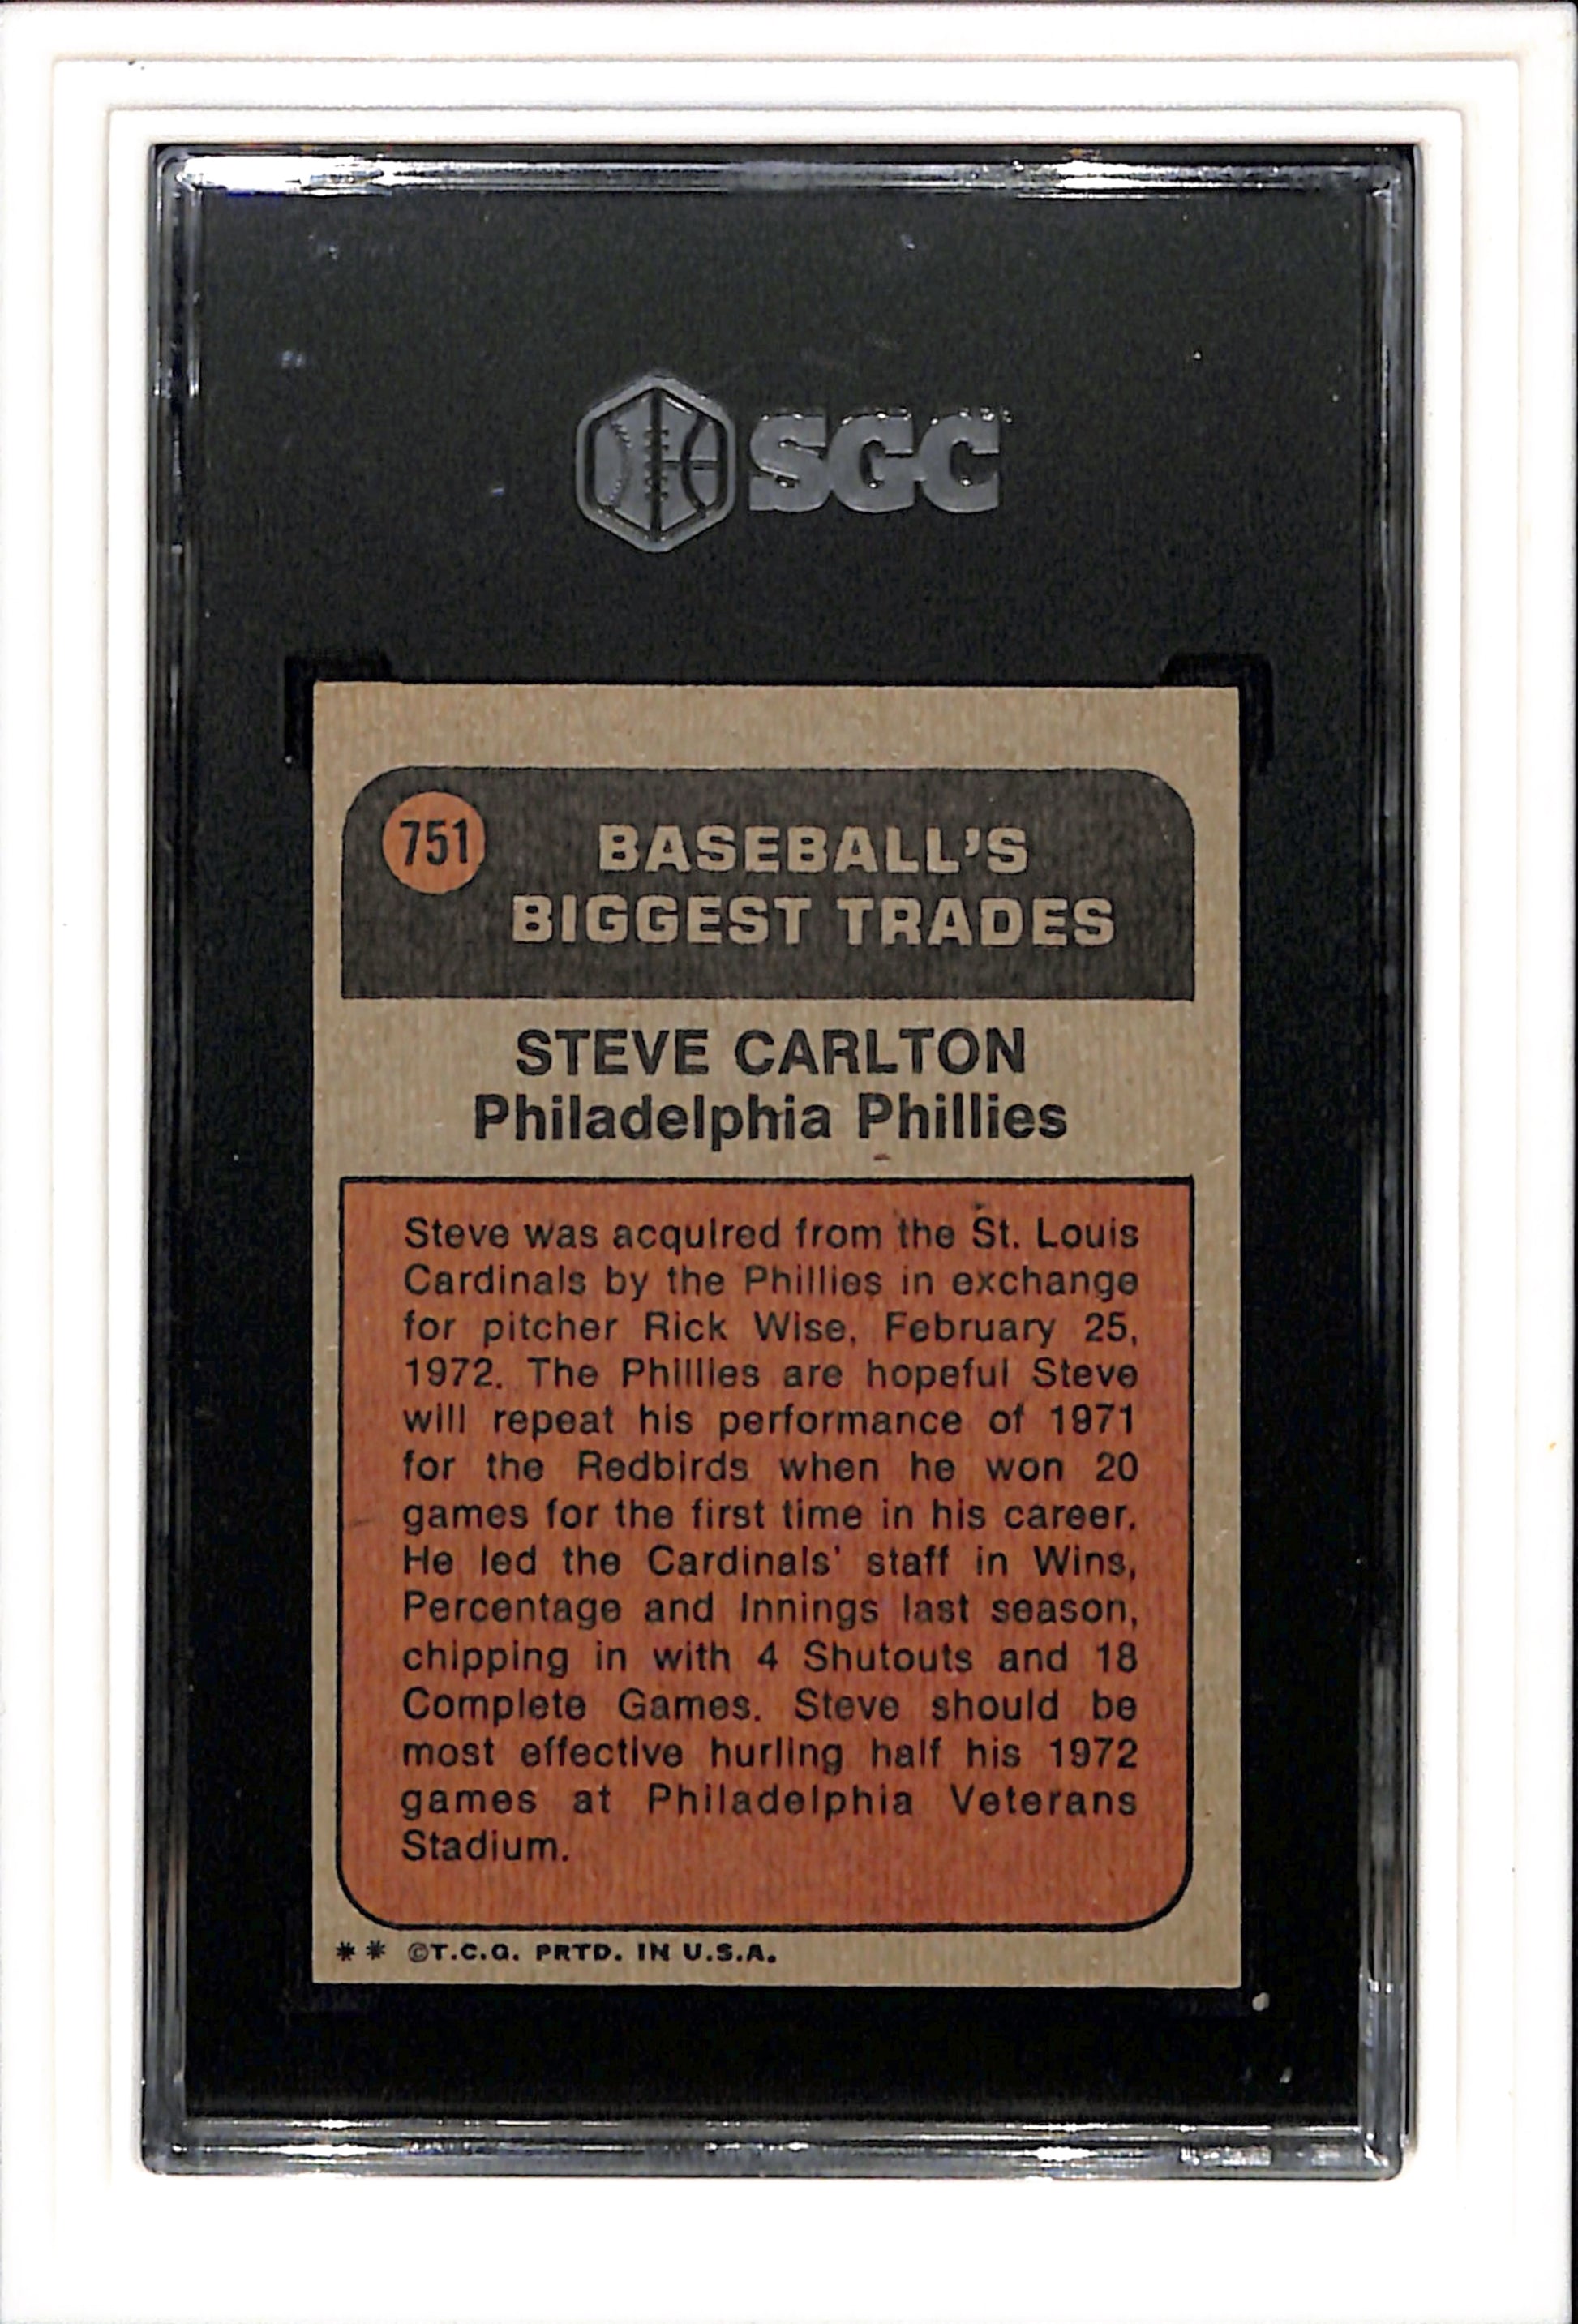 SGC
751
BASEBALL'S
BIGGEST TRADES
STEVE CARLTON
Philadelphia Phillies
Steve was acquired from the St. Louis
Cardinals by the Phillies in exchange
for pitcher Rick Wise, February 25,
1972. The Phillies are hopeful Steve
will repeat his performance of 1971
for the Redbirds when he won 20
games for the first time in his career.
He led the Cardinals' staff in Wins,
Percentage and Innings last season,
chipping in with 4 Shutouts and 18
Complete Games. Steve should be
most effective hurling half his 1972
games at Philadelphia Veterans
Stadium.
** ©T.C.G. PRTD. IN U.S.A.